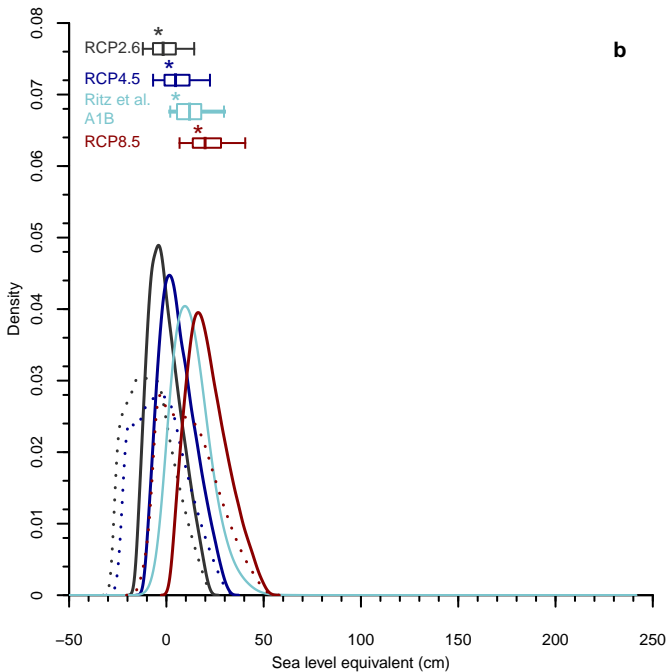 b
*
RCP2.6
*
RCP4.5
*
Ritz et al.
A1B
*
RCP8.5
0.08
0.07
0.06
0.05
0.04
0.03
0.02
0.01
0
Density
−50 0 50 100 150 200 250
Sea level equivalent (cm)